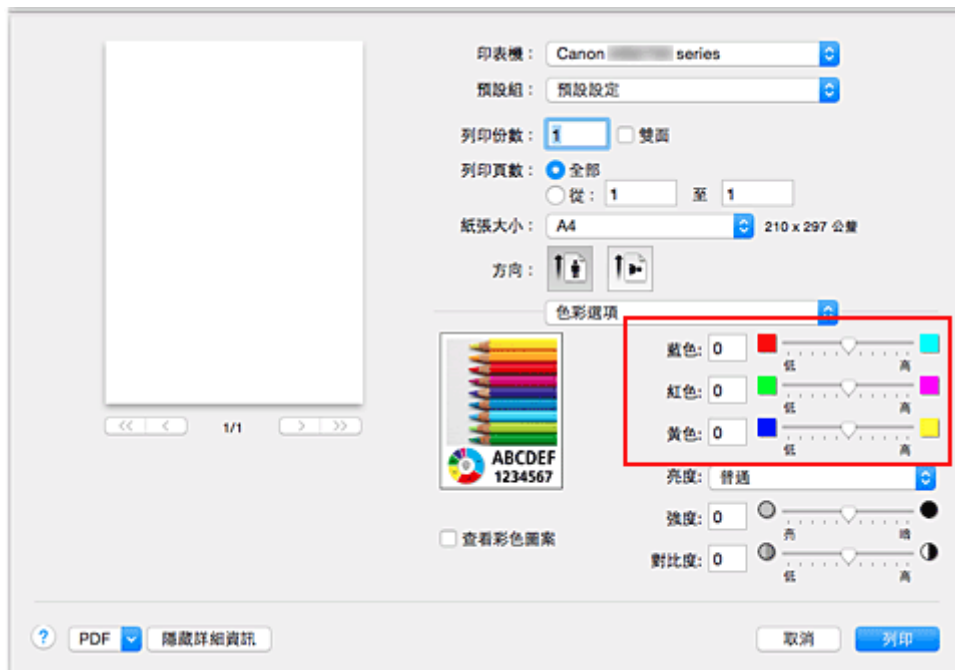 印表機： Canon series
預設組： 預設設定
列印份數： 1 雙面
列印頁數： 全部
從： 1 至 1
紙張大小： A4 210 x 297 公釐
方向：
色彩選項
藍色: 0
低 高
紅色: 0
低 高
黃色: 0
低 高
<< < 1/1 > >>
ABCDEF
1234567
亮度: 普通
強度: 0
亮 暗
查看彩色圖案
對比度: 0
低 高
? PDF 隱藏詳細資訊 取消 列印